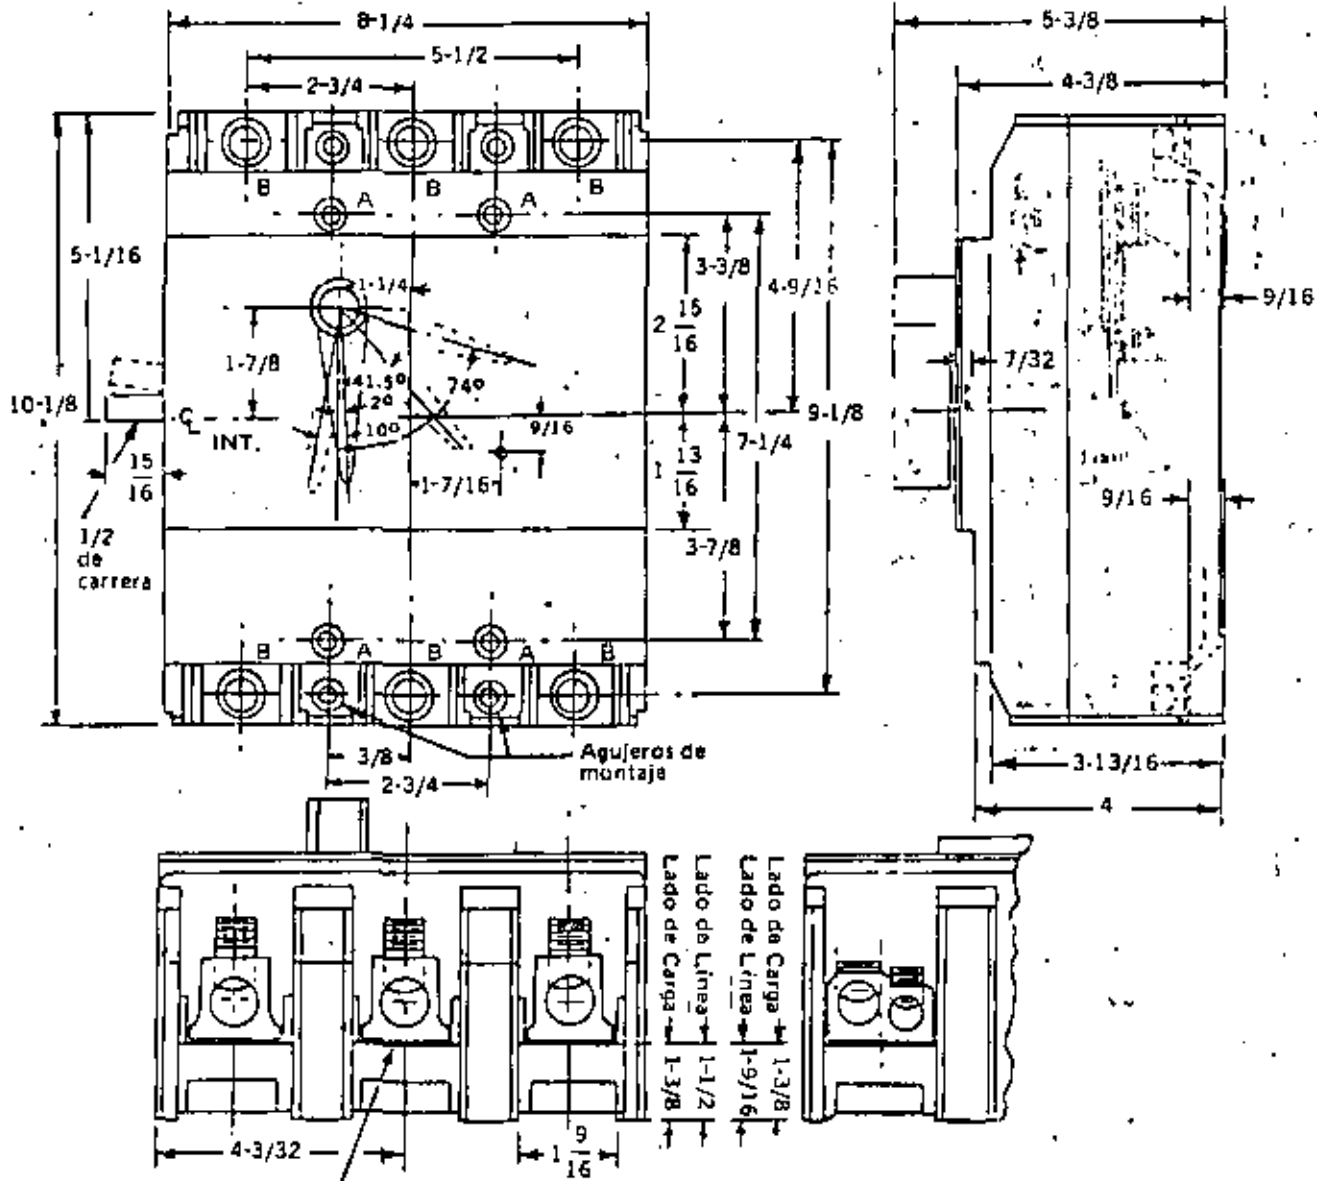 8-1/4
5-3/8
5-1/2
4-3/8
2-3/4
B A B A B
5-1/16
3-3/8
4-9/16
9/16
1-1/4
2 15/16
7/32
1-7/8
41.5º
74º
10-1/8
2º
9-1/8
C L
INT.
10º
9/16
7-1/4
15/16
1-7/16
1 13/16
9/16
1/2
de
carrera
3-7/8
B A B A B
3/8
Agujeros de
montaje
2-3/4
3-13/16
4
Lado de Carga 1-3/8
Lado de Línea 1-1/2
Lado de Línea 1-9/16
Lado de Carga 1-3/8
4-3/32
1 9/16